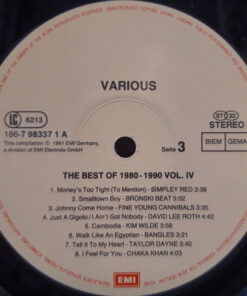 UNAUTHORIZED COPYING, PUBLIC PERFORMANCE
VARIOUS
LC 6213
186-7 98337 1 A
This compilation ℗ 1991 EMI Germany,
a division of EMI Electrola GmbH
Seite 3
ST 33
STEREO
BIEM GEMA
THE BEST OF 1980-1990 VOL. IV
1. Money's Too Tight (To Mention) - SIMPLEY RED 3:38
2. Smalltown Boy - BRONSKI BEAT 5:02
3. Johnny Come Home - FINE YOUNG CANNIBALS 3:35
4. Just A Gigolo / I Ain't Got Nobody - DAVID LEE ROTH 4:42
5. Cambodia - KIM WILDE 3:56
6. Walk Like An Egyptian - BANGLES 3:21
7. Tell It To My Heart - TAYLOR DAYNE 3:40
8. I Feel For You - CHAKA KHAN 4:03
EMI